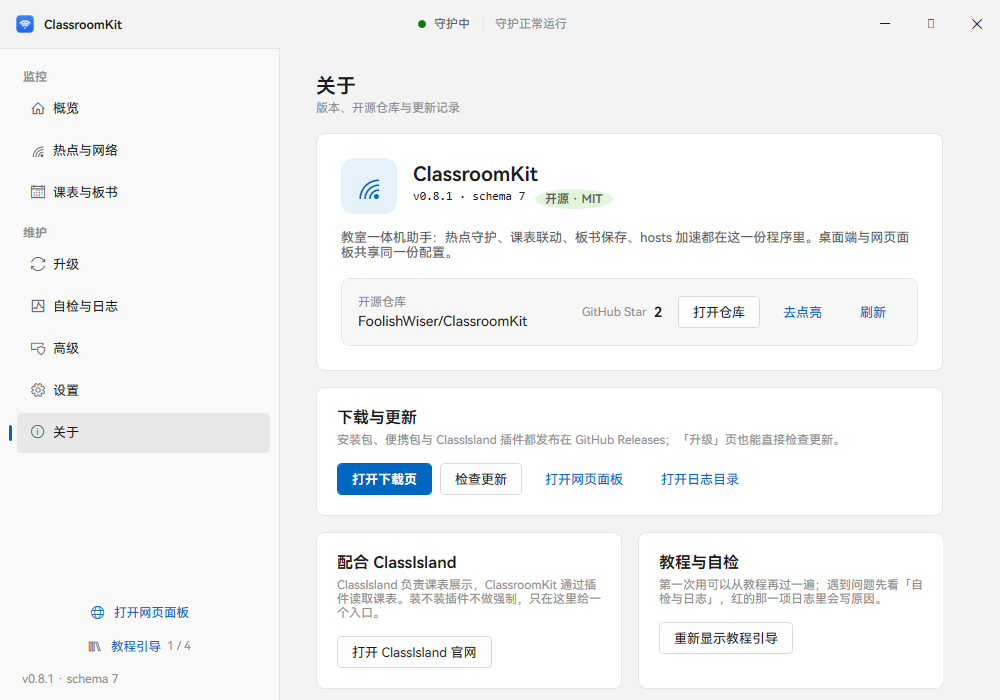 ClassroomKit
守护中
守护正常运行
监控
概览
热点与网络
课表与板书
维护
升级
自检与日志
高级
设置
关于
打开网页面板
教程引导 1 / 4
v0.8.1 · schema 7
关于
版本、开源仓库与更新记录
ClassroomKit
v0.8.1 · schema 7
开源 · MIT
教室一体机助手：热点守护、课表联动、板书保存、hosts 加速都在这一份程序里。桌面端与网页面
板共享同一份配置。
开源仓库
FoolishWiser/ClassroomKit
GitHub Star 2
打开仓库
去点亮
刷新
下载与更新
安装包、便携包与 ClassIsland 插件都发布在 GitHub Releases；「升级」页也能直接检查更新。
打开下载页
检查更新
打开网页面板
打开日志目录
配合 ClassIsland
ClassIsland 负责课表展示，ClassroomKit 通过插
件读取课表。装不装插件不做强制，只在这里给一
个入口。
打开 ClassIsland 官网
教程与自检
第一次用可以从教程再过一遍；遇到问题先看「自
检与日志」，红的那一项日志里会写原因。
重新显示教程引导